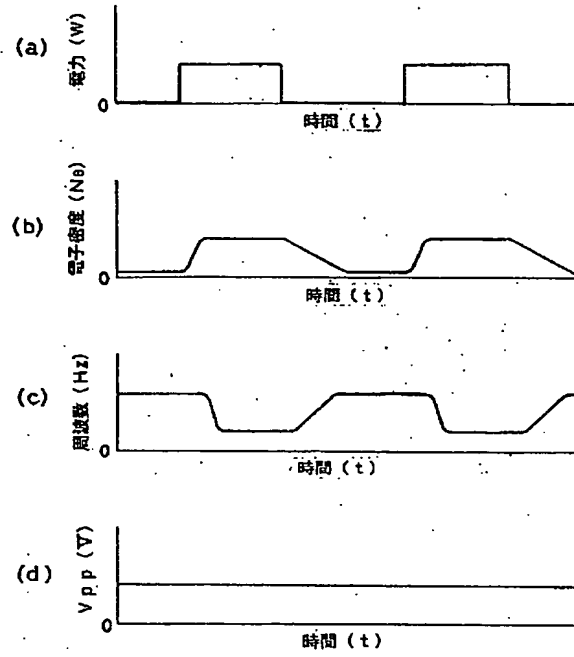 (a)
電力 (W)
0
時間 (t)
(b)
電子密度 (Ne)
0
時間 (t)
(c)
周波数 (Hz)
0
時間 (t)
(d)
Vpp (V)
0
時間 (t)